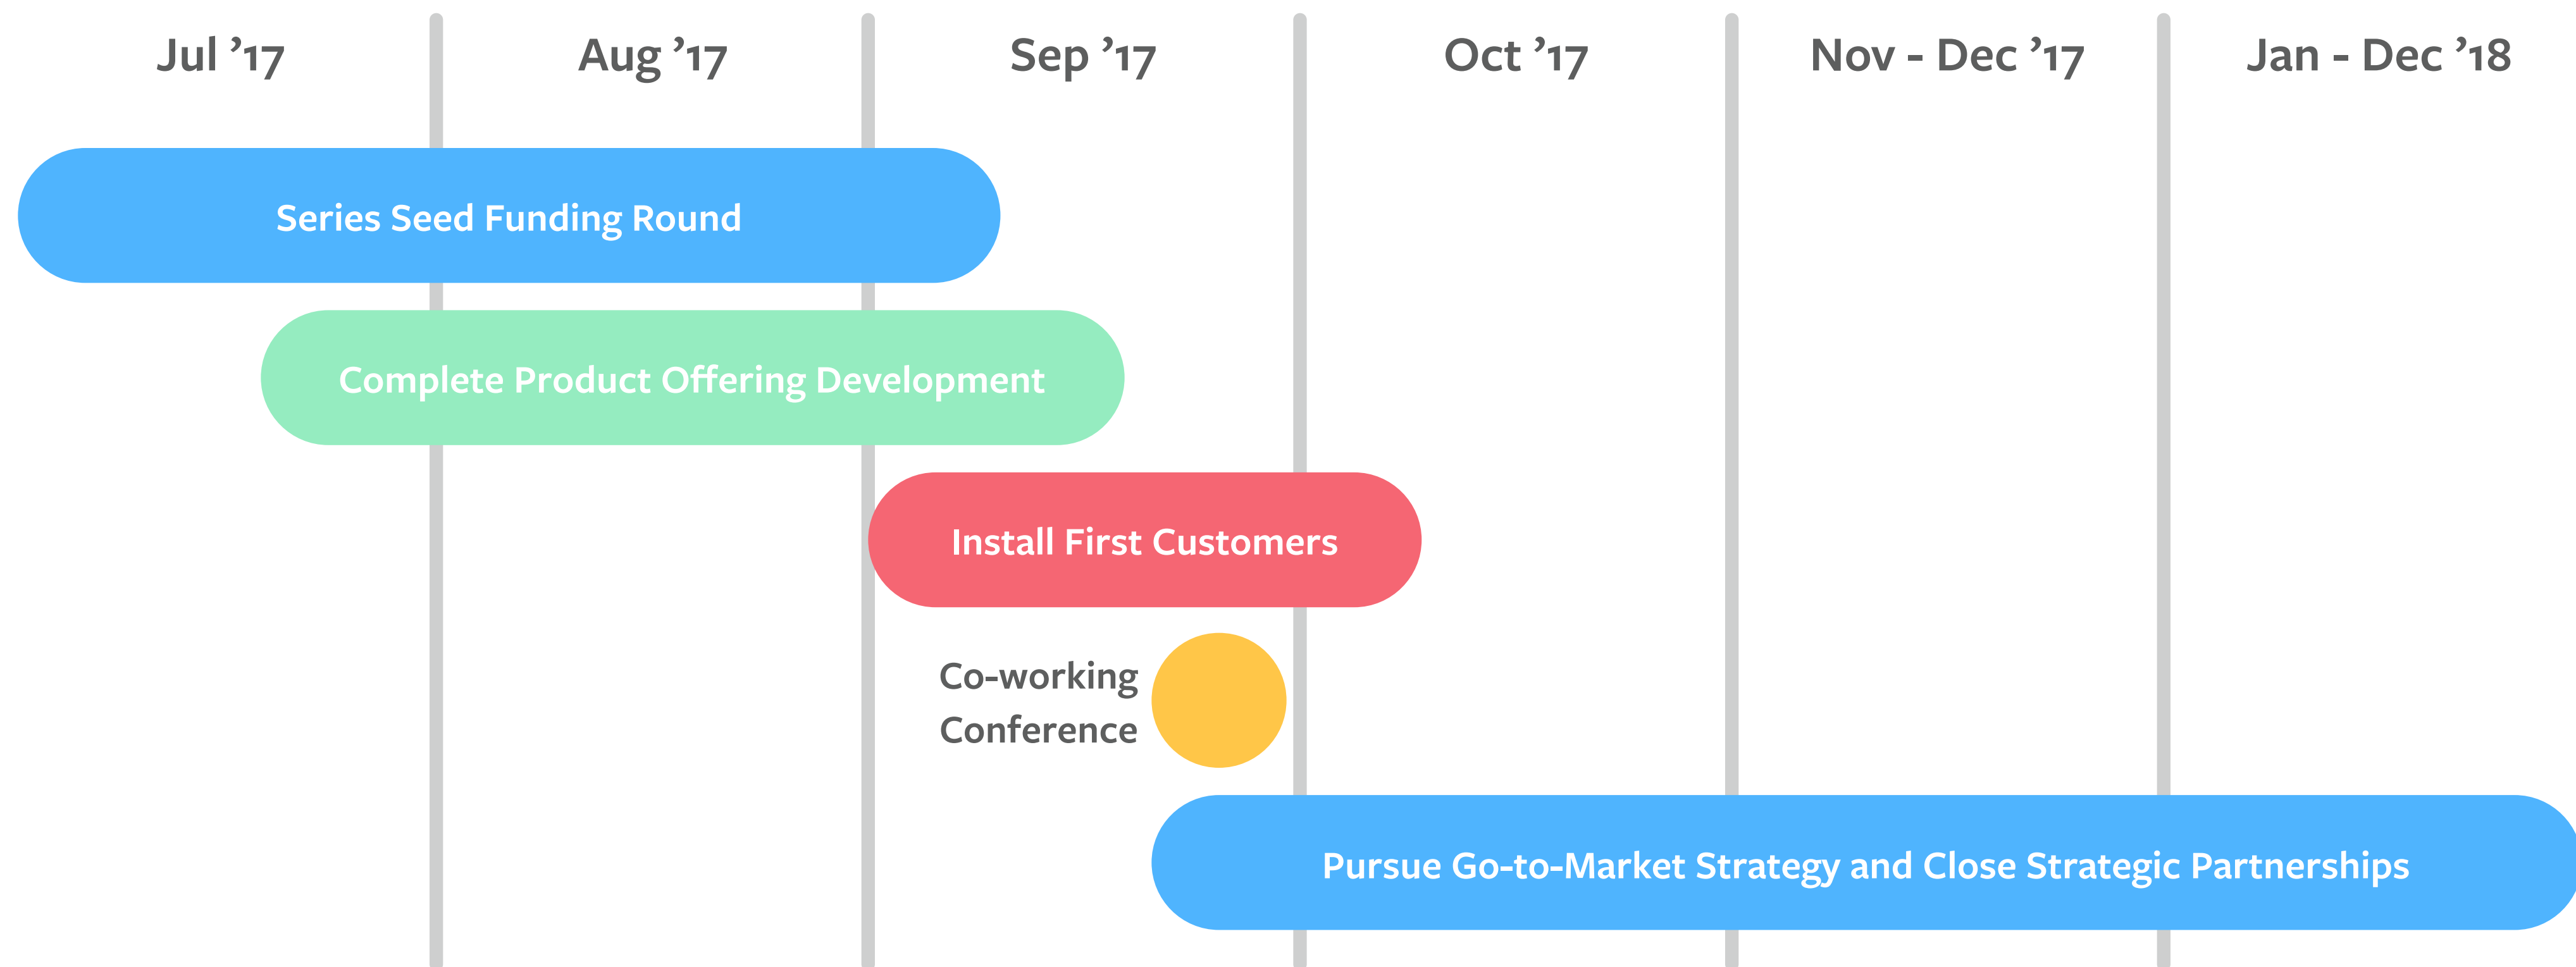 Jul ’17
Aug ’17
Sep ’17
Oct ’17
Nov - Dec ’17
Jan - Dec ’18
Series Seed Funding Round
Complete Product Offering Development
Install First Customers
Co-working
Conference
Pursue Go-to-Market Strategy and Close Strategic Partnerships